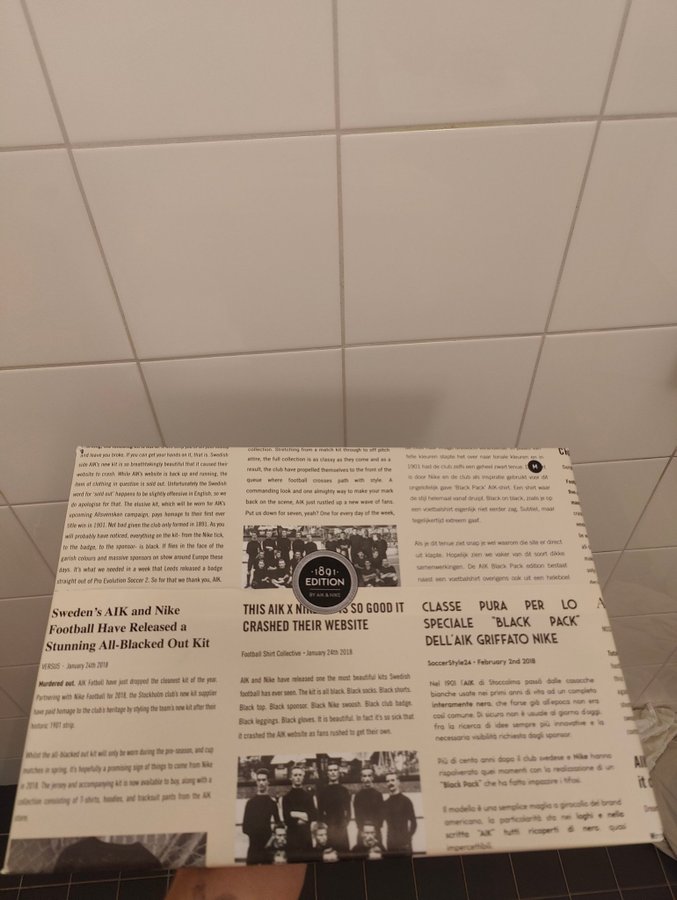 and leave you broke. If you can get your hands on it, that is. Swedish
side AIK's new kit is so breathtakingly beautiful that it caused their
website to crash. While AIK's website is back up and running, the
item of clothing in question is sold out. Unfortunately the Swedish
word for 'sold out' happens to be slightly offensive in English, so we
do apologise for that. The elusive kit, which will be worn for AIK's
upcoming Allsvenskan campaign, pays homage to their first ever
title win in 1901. Not bad given the club only formed in 1891. As you
will probably have noticed, everything on the kit- from the Nike tick,
to the badge, to the sponsor- is black. It flies in the face of the
garish colours and massive sponsors on show around Europe these
days. It's what we needed in a week that Leeds released a badge
straight out of Pro Evolution Soccer 2. So for that we thank you, AIK.
Sweden's AIK and Nike
Football Have Released a
Stunning All-Blacked Out Kit
VERSUS - January 24th 2018
Murdered out. AIK Fotboll have just dropped the cleanest kit of the year.
Partnering with Nike Football for 2018, the Stockholm club's new kit supplier
have paid homage to the club's heritage by styling the team's new kit after their
historic 1901 strip.
Whilst the all-blacked out kit will only be worn during the pre-season, and cup
matches in spring, it's hopefully a promising sign of things to come from Nike
in 2018. The jersey and accompanying kit is now available to buy, along with a
collection consisting of T-shirts, hoodies, and tracksuit pants from the AIK
store.
collection. Stretching from a match kit through to off pitch
attire, the full collection is as classy as they come and as a
result, the club have propelled themselves to the front of the
queue where football crosses path with style. A
commanding look and one almighty way to make your mark
back on the scene, AIK just rustled up a new wave of fans.
Put us down for seven, yeah? One for every day of the week.
·1891·
EDITION
BY AIK & NIKE
THIS AIK X IS SO GOOD IT
CRASHED THEIR WEBSITE
Football Shirt Collective - January 24th 2018
AIK and Nike have released one the most beautiful kits Swedish
football has ever seen. The kit is all black. Black socks. Black shorts.
Black top. Black sponsor. Black Nike swoosh. Black club badge.
Black leggings. Black gloves. It is beautiful. In fact it's so sick that
it crashed the AIK website as fans rushed to get their own.
felle kleuren stapte het over naar tonale kleuren en in
1901 had de club zelfs een geheel zwart tenue.
is door Nike en de club als inspiratie gebruikt voor dit
ongelofelijk gave 'Black Pack' AIK-shirt. Een shirt waar
de stijl helemaal vanaf druipt. Black on black, zoals je op
een voetbalshirt eigenlijk niet eerder zag. Subtiel, maar
tegelijkertijd extreem gaaf.
Als je dit tenue ziet snap je wel waarom die site er direct
uit klapte. Hopelijk zien we vaker van dit soort dikke
samenwerkingen. De AIK Black Pack edition bestaat
naast een voetbalshirt overigens ook uit een heleboel
CLASSE PURA PER LO
SPECIALE "BLACK PACK"
DELL'AIK GRIFFATO NIKE
SoccerStyle24 - February 2nd 2018
Nel 1901 l'AIK di Stoccolma passò dalle casacche
bianche usate nei primi anni di vita ad un completo
interamente nero, che forse già all'epoca non era
così comune. Di sicuro non è usuale al giorno d'oggi,
fra la ricerca di idee sempre più innovative e la
necessaria visibilità richiesta dagli sponsor.
Più di cento anni dopo il club svedese e Nike hanno
rispolverato quei momenti con la realizzazione di un
"Black Pack" che ha fatto impazzire i tifosi.
Il modello è una semplice maglia a girocollo del brand
americano, la particolarità sta nei loghi e nella
scritta "AIK" tutti ricoperti di nero, quasi
impercettibili.